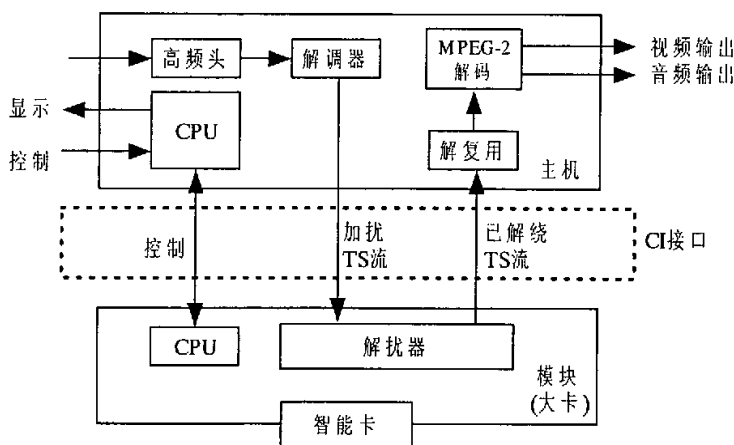 高频头
解调器
MPEG-2
解码
视频输出
音频输出
显示
CPU
控制
解复用
主机
控制
加扰
TS流
已解绕
TS流
CI接口
CPU
解扰器
模块
(大卡)
智能卡